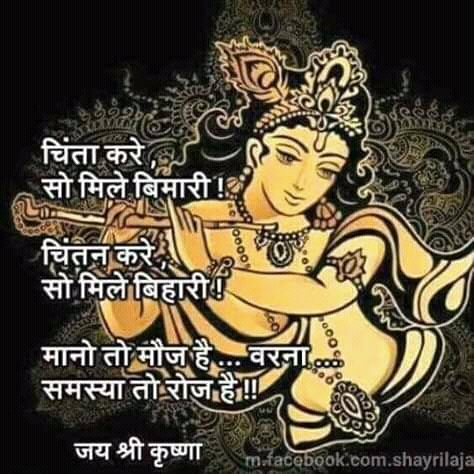 चिंता करे ,
सो मिले बिमारी !
चिंतन करे ,
सो मिले बिहारी !
मानो तो मौज है ... वरना ....
समस्या तो रोज है !!
जय श्री कृष्णा
m.facebook.com.shayrilaja